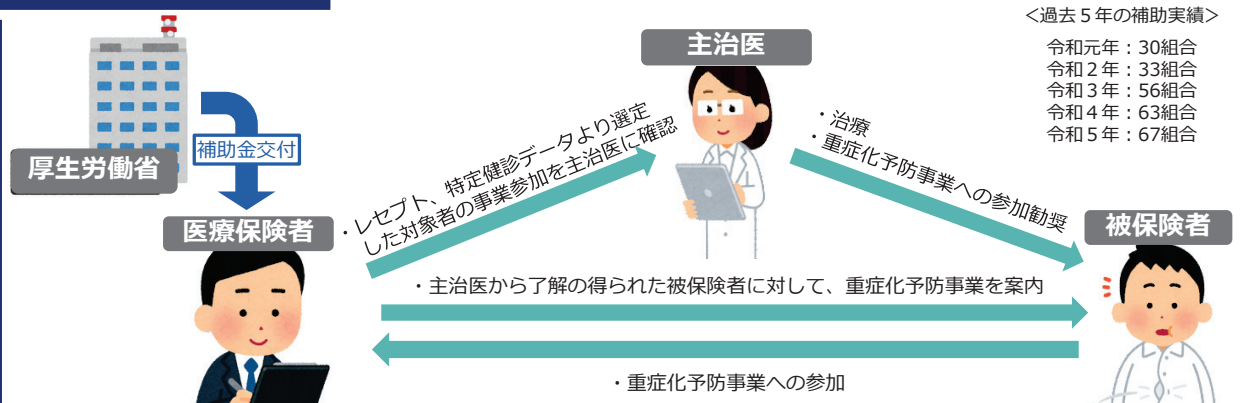 <過去５年の補助実績>
令和元年：30組合
令和２年：33組合
令和３年：56組合
令和４年：63組合
令和５年：67組合
主治医
厚生労働省
補助金交付
医療保険者
・レセプト、特定健診データより選定
した対象者の事業参加を主治医に確認
・治療
・重症化予防事業への参加勧奨
被保険者
・主治医から了解の得られた被保険者に対して、重症化予防事業を案内
・重症化予防事業への参加